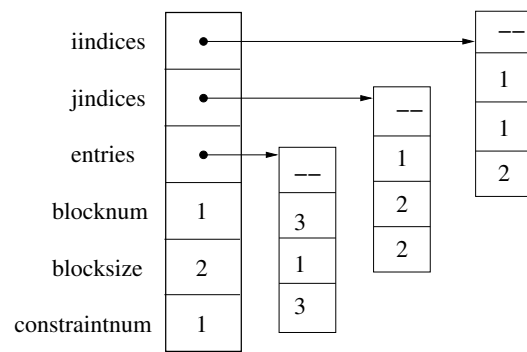 iindices
jindices
entries
blocknum 1
blocksize 2
constraintnum 1
--
3
1
3
--
1
2
2
--
1
1
2